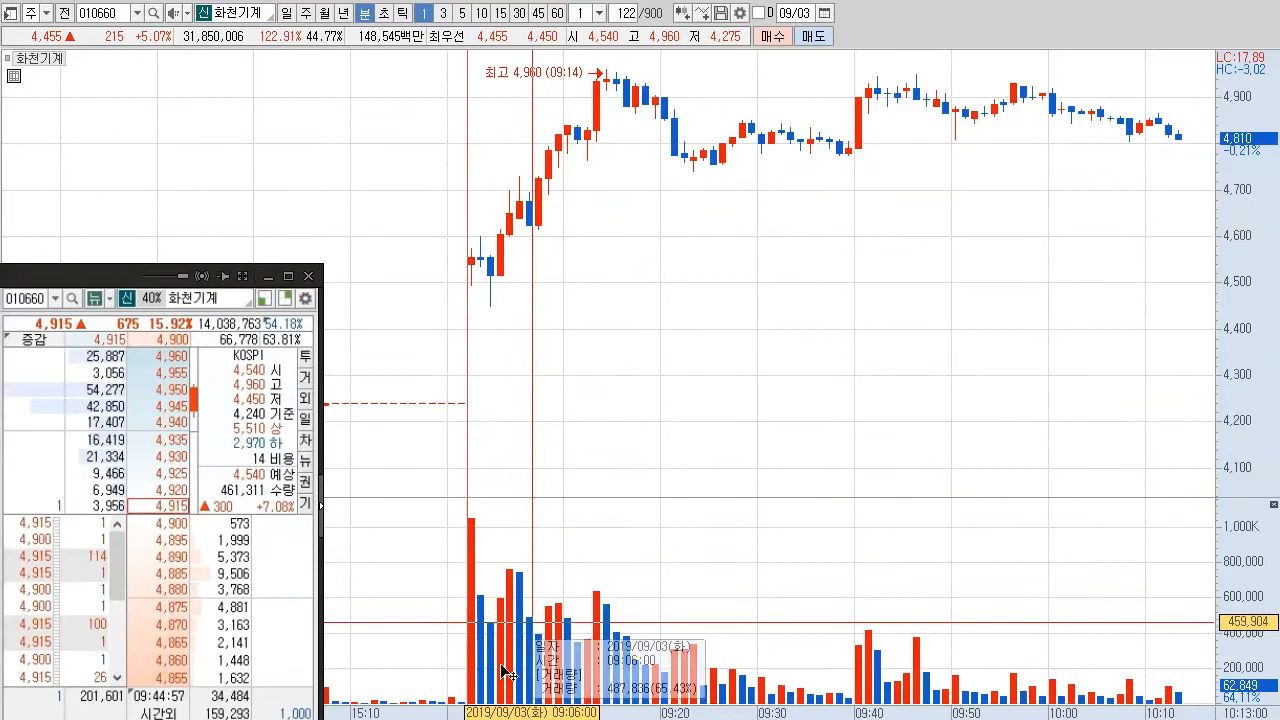 주 전 010660 신 화천기계 일 주 월 년 분 초 틱 1 3 5 10 15 30 45 60 1 122 /900 D 09/03
4,455 ▲ 215 +5.07% 31,850,006 122.91% 44.77% 148,545백만 최우선 4,455 4,450 시 4,540 고 4,960 저 4,275 매수 매도
화천기계
최고 4,960 (09:14)
LC:17,89
HC:-3,02
4,900
4,810
-0,21%
4,700
4,600
4,500
4,400
4,300
4,200
4,100
010660 뉴 신 40% 화천기계
4,915 ▲ 675 15.92% 14,038,763 54.18%
증감 4,915 4,900 66,778 63.81%
25,887 4,960 KOSPI 투
3,056 4,955 4,540 시 거
54,277 4,950 4,960 고
42,850 4,945 4,450 저 외
17,407 4,940 4,240 기준 일
16,419 4,935 5,510 상 차
21,334 4,930 2,970 하 뉴
9,466 4,925 14 비용
6,949 4,920 4,540 예상 권
1 3,956 4,915 461,311 수량 기
▲ 300 +7.08%
4,915 1 4,900 573
4,900 1 4,895 1,999
4,915 114 4,890 5,373
4,915 1 4,885 9,506
4,900 1 4,880 3,768
4,900 1 4,875 4,881
4,915 100 4,870 3,163
4,915 1 4,865 2,141
4,900 1 4,860 1,448
4,915 26 4,855 1,632
1 201,601 09:44:57 34,484
시간외 159,293 1,000
1,000K
800,000
600,000
459,904
400,000
200,000
62,849
64,11%
일자 : 2019/09/03(화)
시간 : 09:06:00
[거래량]
거래량 : 487,836(65.43%)
15:10 2019/09/03(화) 09:06:00 09:20 09:30 09:40 09:50 10:00 10:10 10:13:00